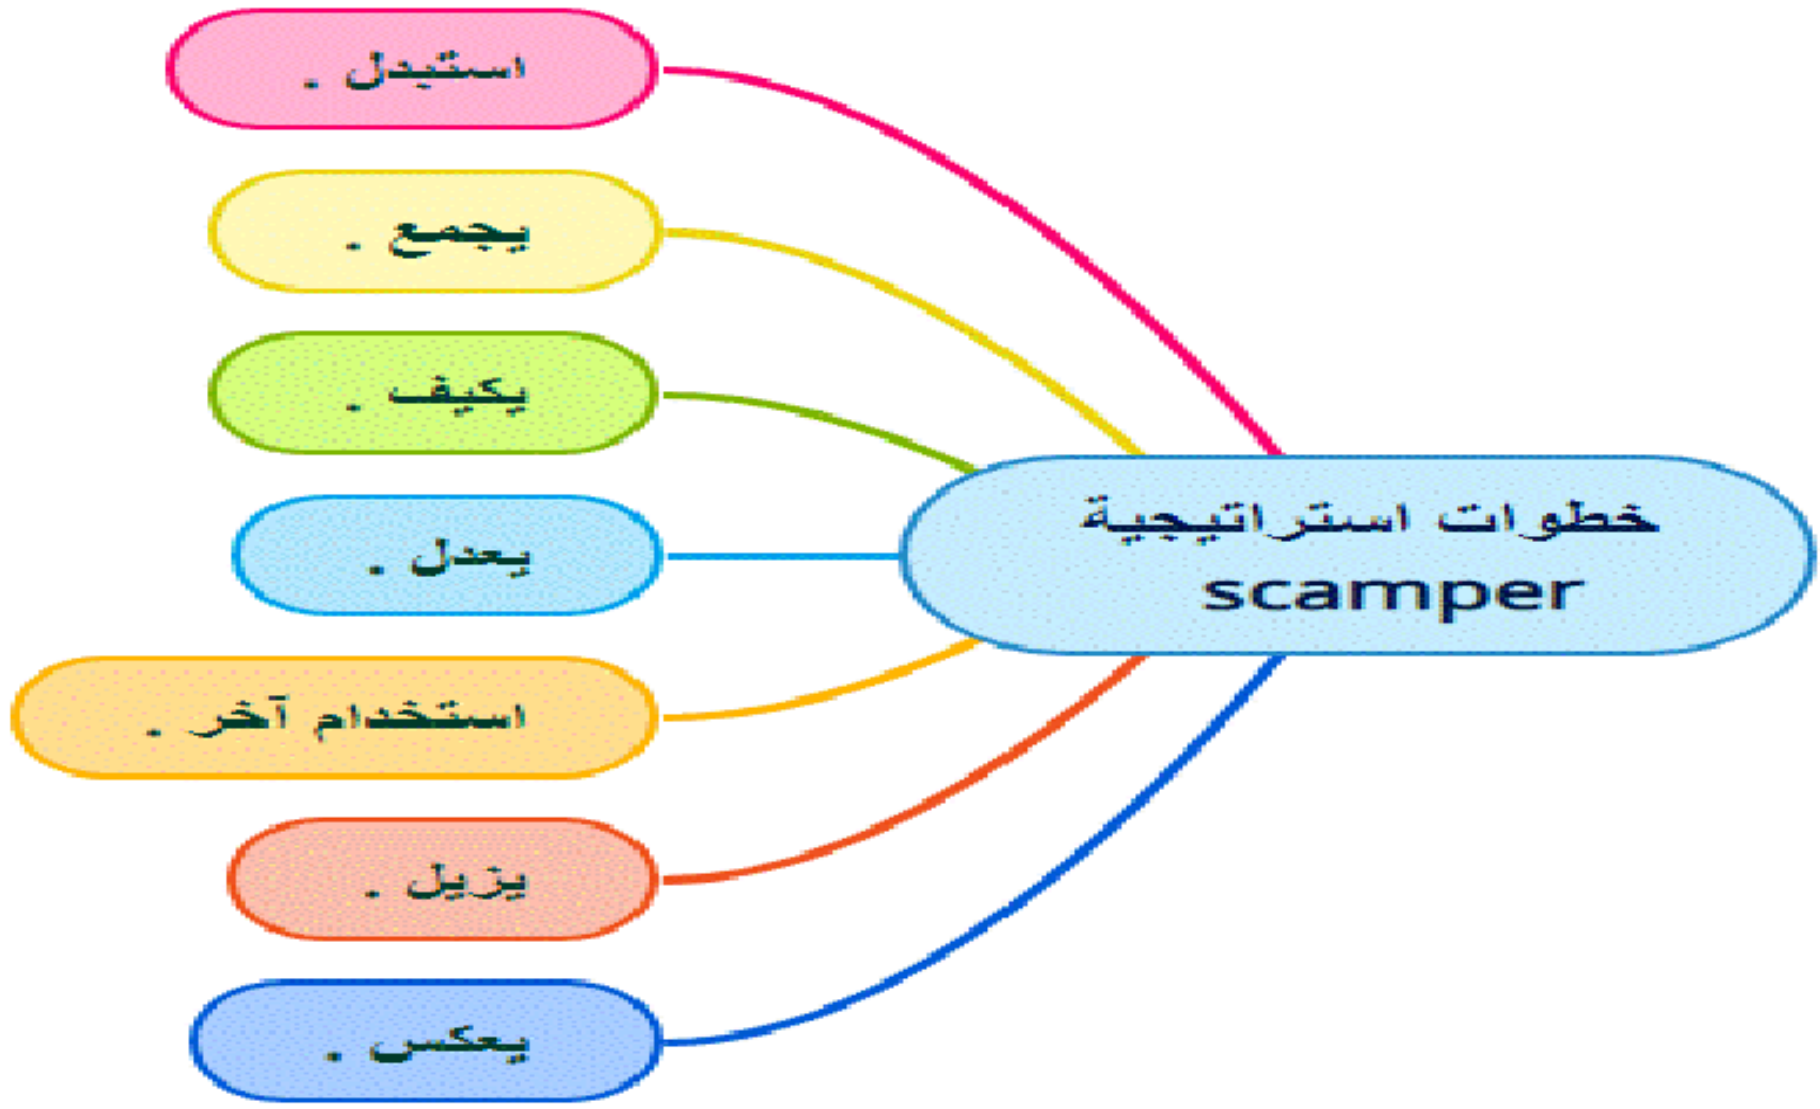 خطوات استراتيجية
scamper
استبدل .
يجمع .
يكيف .
يعدل .
استخدام آخر .
يزيل .
يعكس .